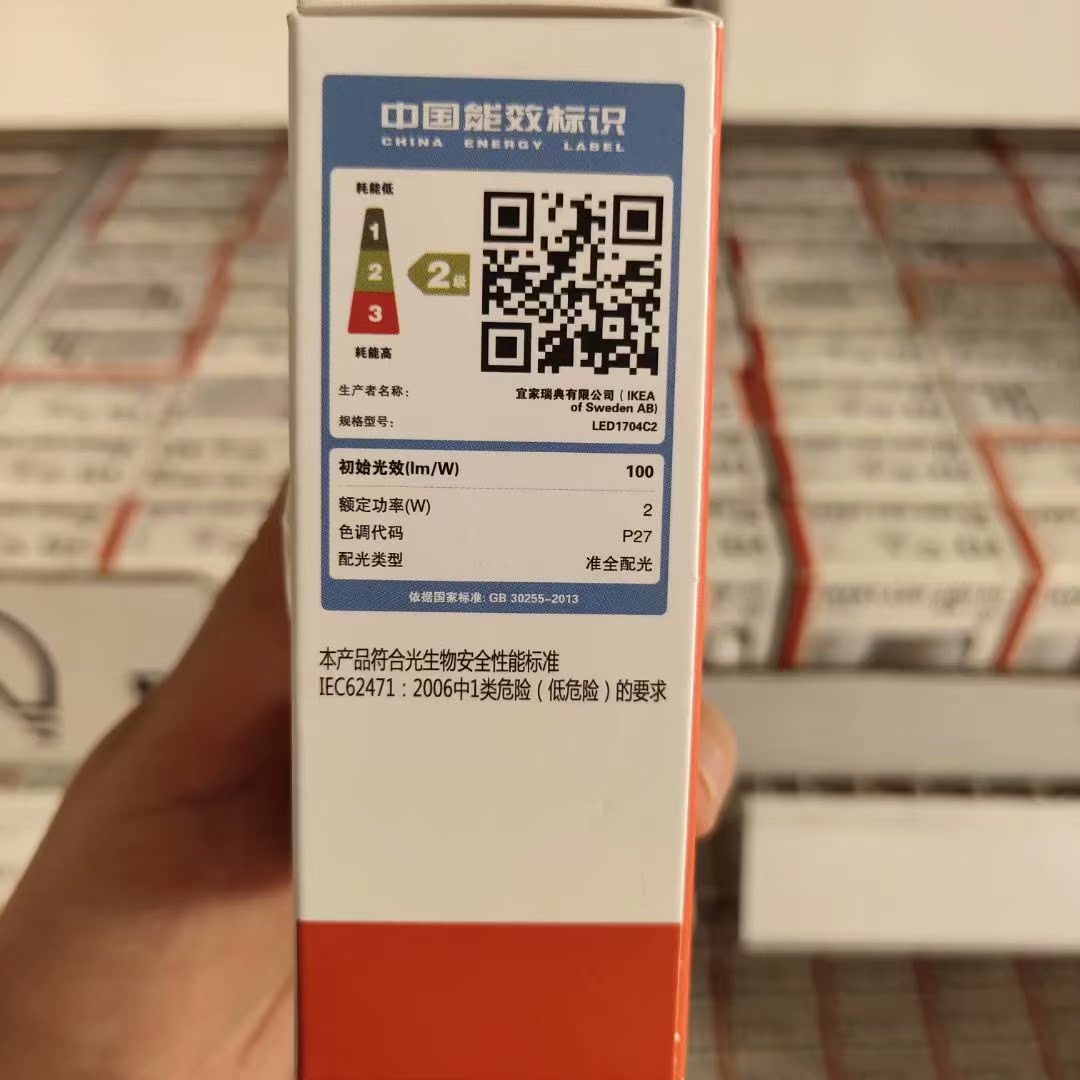 中国能效标识
CHINA ENERGY LABEL
耗能低
1
2
2级
3
耗能高
生产者名称：
宜家瑞典有限公司（IKEA
of Sweden AB)
规格型号：
LED1704C2
初始光效(lm/W) 100
额定功率(W) 2
色调代码 P27
配光类型 准全配光
依据国家标准: GB 30255-2013
本产品符合光生物安全性能标准
IEC62471：2006中1类危险（低危险）的要求